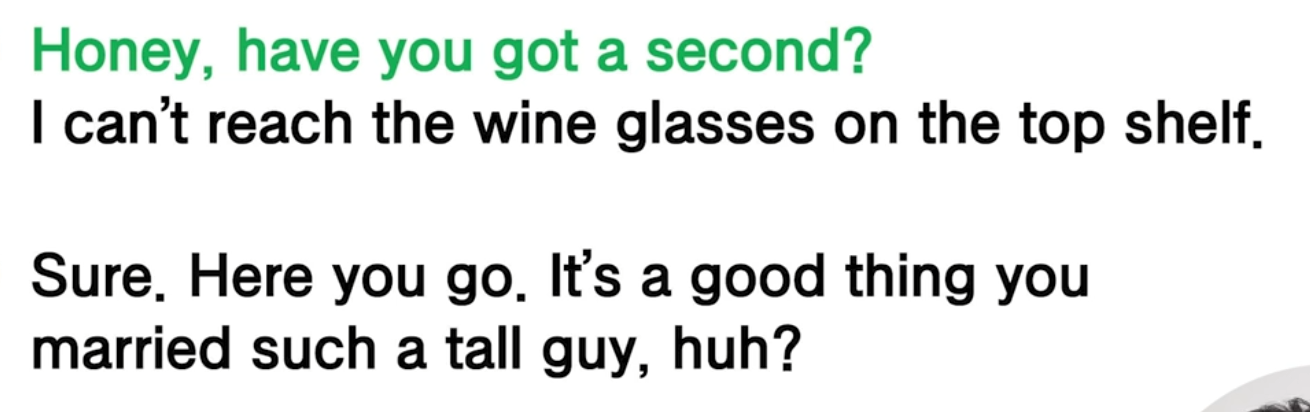 Honey, have you got a second?
I can't reach the wine glasses on the top shelf.
Sure. Here you go. It's a good thing you
married such a tall guy, huh?